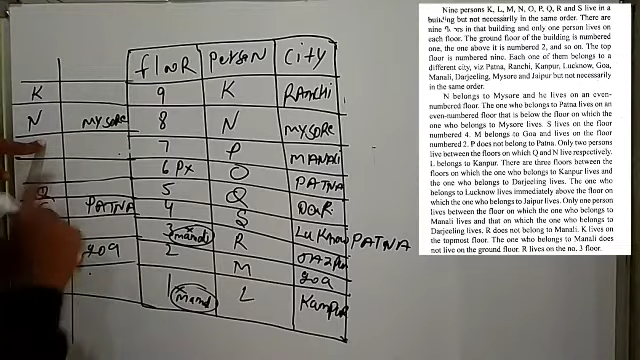 Nine persons K, L, M, N, O, P, Q, R and S live in a
building but not necessarily in the same order. There are
nine floors in that building and only one person lives on
each floor. The ground floor of the building is numbered
one, the one above it is numbered 2, and so on. The top
floor is numbered nine. Each one of them belongs to a
different city, viz Patna, Ranchi, Kanpur, Lucknow, Goa,
Manali, Darjeeling, Mysore and Jaipur but not necessarily
in the same order.
N belongs to Mysore and he lives on an even-
numbered floor. The one who belongs to Patna lives on an
even-numbered floor that is below the floor on which the
one who belongs to Mysore lives. S lives on the floor
numbered 4. M belongs to Goa and lives on the floor
numbered 2. P does not belong to Patna. Only two persons
live between the floors on which Q and N live respectively.
L belongs to Kanpur. There are three floors between the
floors on which the one who belongs to Kanpur lives and
the one who belongs to Darjeeling lives. The one who
belongs to Lucknow lives immediately above the floor on
which the one who belongs to Jaipur lives. Only one person
lives between the floor on which the one who belongs to
Manali lives and that on which the one who belongs to
Darjeeling lives. R does not belong to Manali. K lives on
the topmost floor. The one who belongs to Manali does
not live on the ground floor. R lives on the no. 3 floor.
flNR PERSON City
K 9 K RANCHI
N MYSORE 8 N MYSORE
7 P MANALI
6 Px O PATNA
Q 5 Q DaR
PATNA 4 S LUKNOW PATNA
3 R JAZPUR
goa 2 M goa
1 L KANPUR